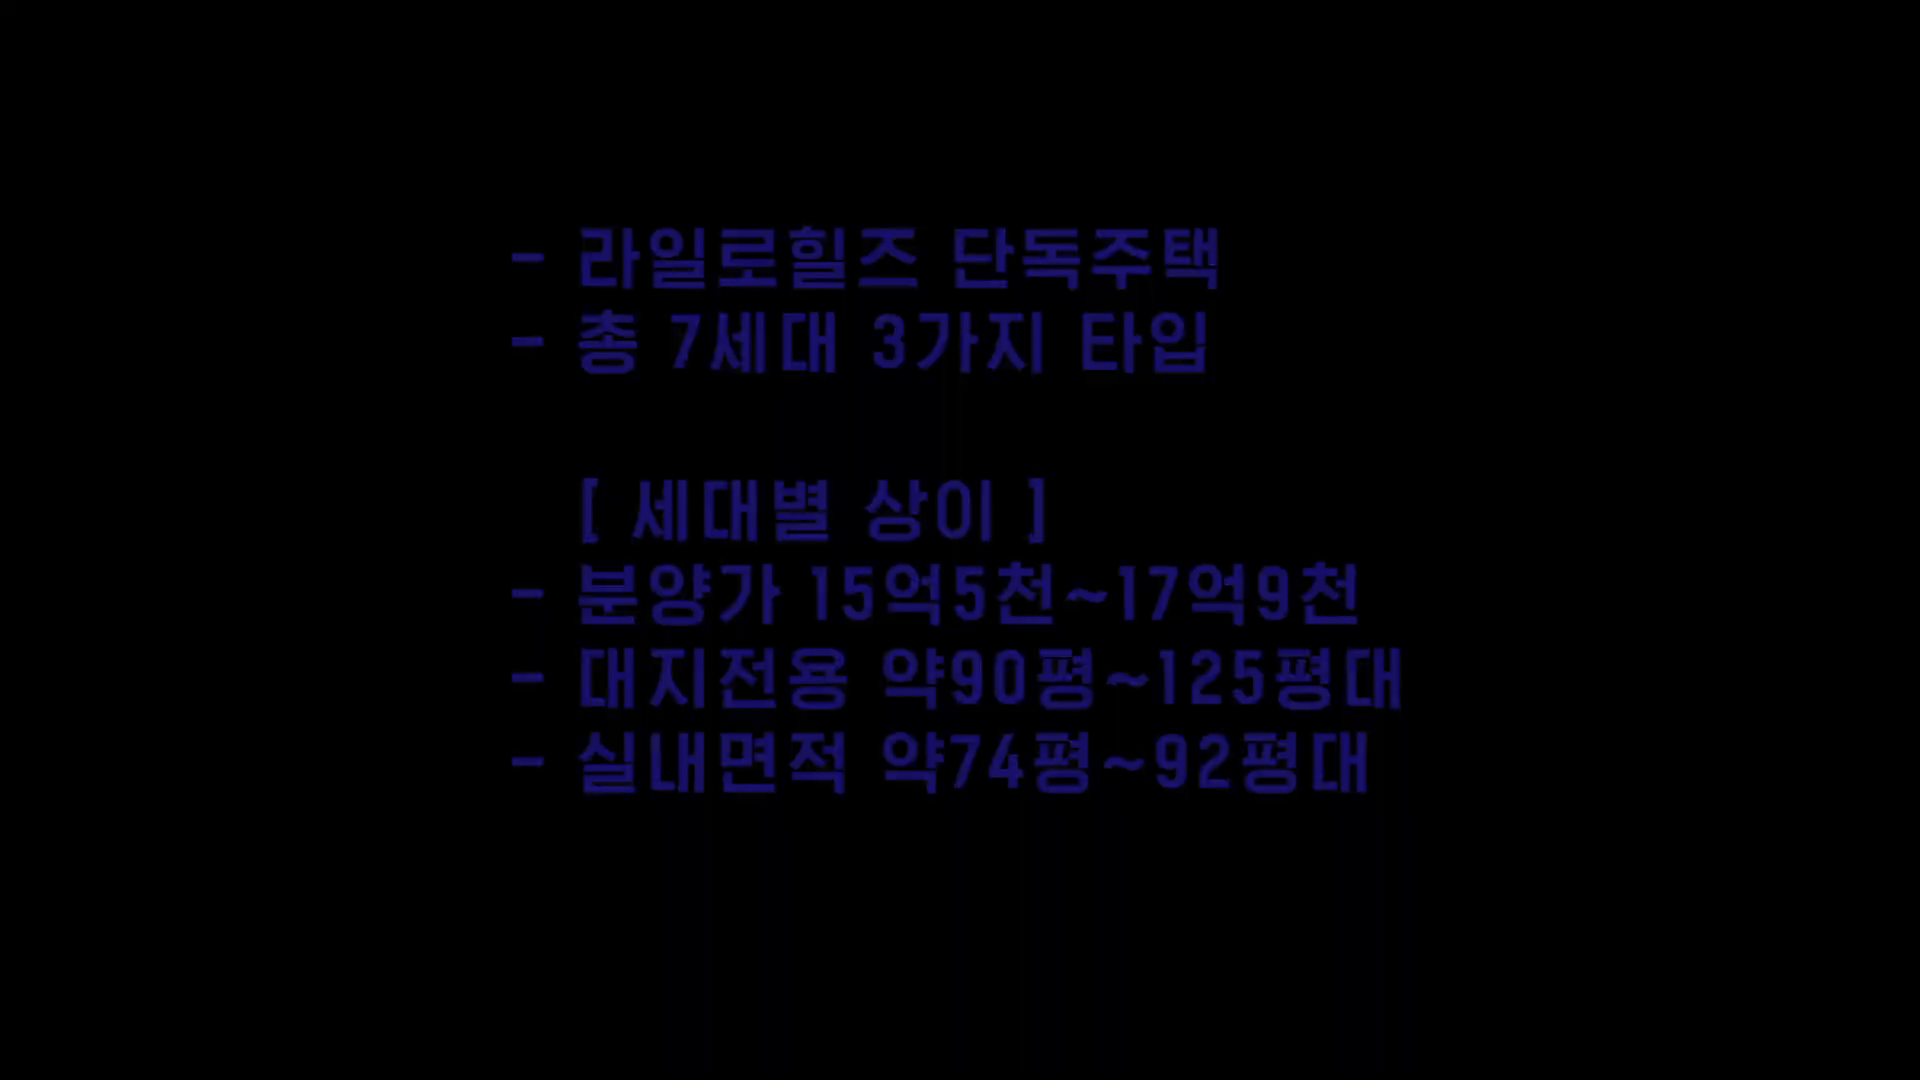 - 라일로힐즈 단독주택
- 총 7세대 3가지 타입
[ 세대별 상이 ]
- 분양가 15억5천~17억9천
- 대지전용 약90평~125평대
- 실내면적 약74평~92평대